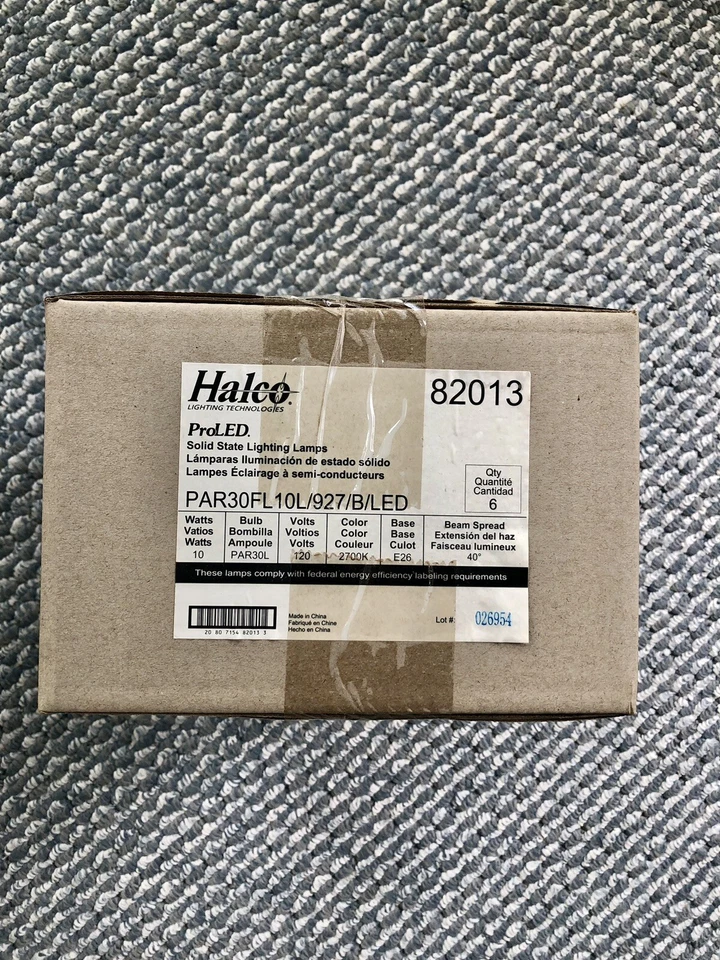 Halco
LIGHTING TECHNOLOGIES
82013
ProLED.
Solid State Lighting Lamps
Lámparas Iluminación de estado sólido
Lampes Éclairage à semi-conducteurs
Qty
Quantité
Cantidad
6
PAR30FL10L/927/B/LED
Watts Bulb Volts Color Base Beam Spread
Vatios Bombilla Voltios Color Base Extensión del haz
Watts Ampoule Volts Couleur Culot Faisceau lumineux
10 PAR30L 120 2700K E26 40°
These lamps comply with federal energy efficiency labeling requirements
Made in China
Fabriqué en Chine
Hecho en China
Lot #: 026954
20 80 7154 82013 3